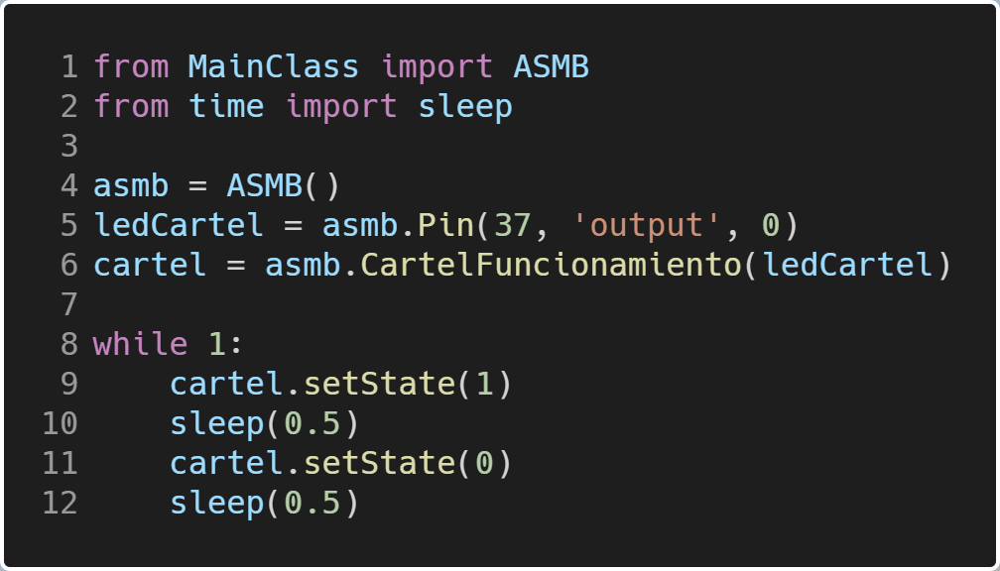 1 from MainClass import ASMB
2 from time import sleep
3
4 asmb = ASMB()
5 ledCartel = asmb.Pin(37, 'output', 0)
6 cartel = asmb.CartelFuncionamiento(ledCartel)
7
8 while 1:
9     cartel.setState(1)
10     sleep(0.5)
11     cartel.setState(0)
12     sleep(0.5)